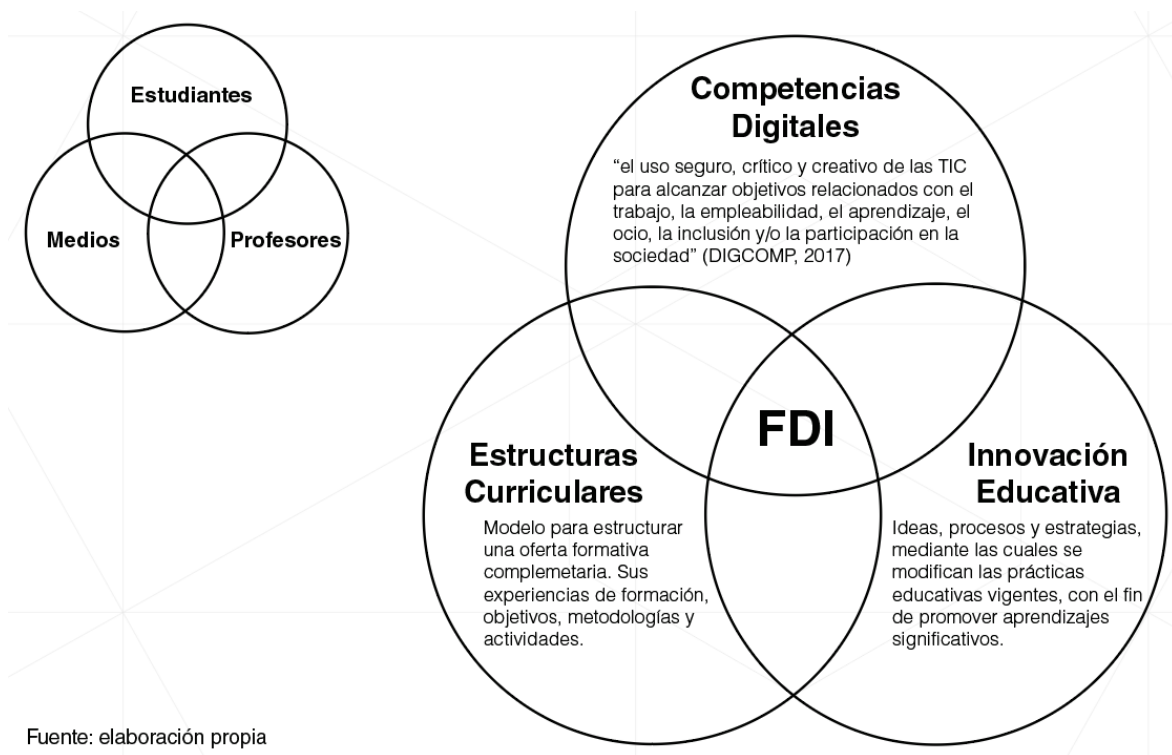 Estudiantes
Medios
Profesores
Competencias
Digitales
“el uso seguro, crítico y creativo de las TIC
para alcanzar objetivos relacionados con el
trabajo, la empleabilidad, el aprendizaje, el
ocio, la inclusión y/o la participación en la
sociedad” (DIGCOMP, 2017)
FDI
Estructuras
Curriculares
Modelo para estructurar
una oferta formativa
complemetaria. Sus
experiencias de formación,
objetivos, metodologías y
actividades.
Innovación
Educativa
Ideas, procesos y estrategias,
mediante las cuales se
modifican las prácticas
educativas vigentes, con el fin
de promover aprendizajes
significativos.
Fuente: elaboración propia